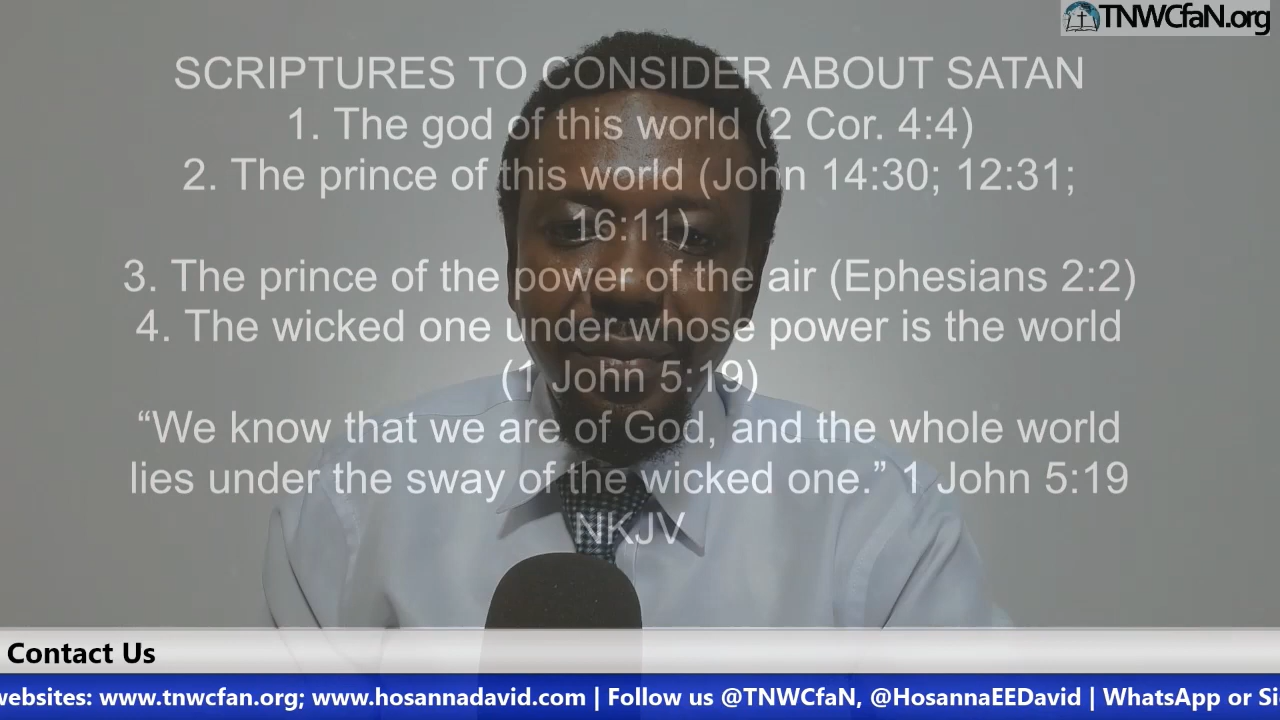 TNWCfaN.org
SCRIPTURES TO CONSIDER ABOUT SATAN
1. The god of this world (2 Cor. 4:4)
2. The prince of this world (John 14:30; 12:31;
16:11)
3. The prince of the power of the air (Ephesians 2:2)
4. The wicked one under whose power is the world
(1 John 5:19)
“We know that we are of God, and the whole world
lies under the sway of the wicked one.” 1 John 5:19
NKJV
Contact Us
websites: www.tnwcfan.org; www.hosannadavid.com | Follow us @TNWCfaN, @HosannaEEDavid | WhatsApp or Si